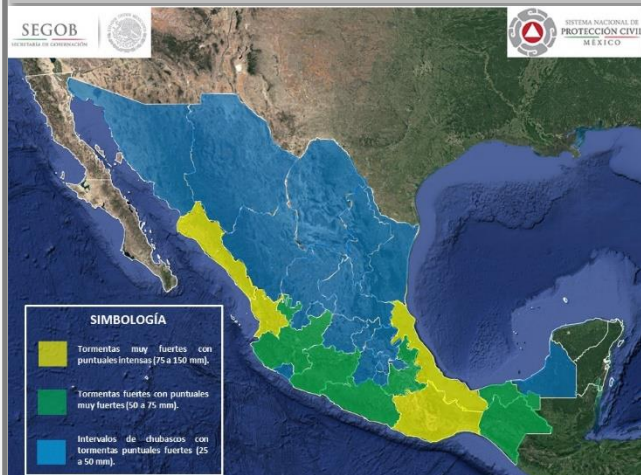 SEGOB
SECRETARÍA DE GOBERNACIÓN
SISTEMA NACIONAL DE
PROTECCIÓN CIVIL
MÉXICO
SIMBOLOGÍA
Tormentas muy fuertes con
puntuales intensas (75 a 150 mm).
Tormentas fuertes con puntuales
muy fuertes (50 a 75 mm).
Intervalos de chubascos con
tormentas puntuales fuertes (25
a 50 mm).